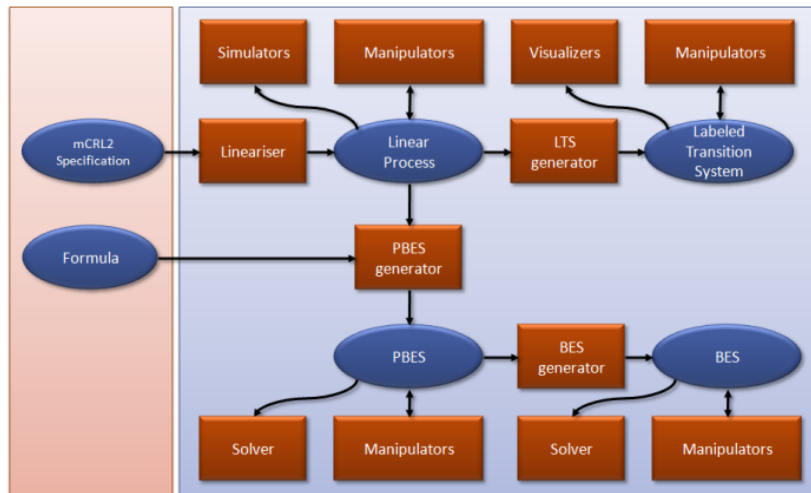 Simulators
Manipulators
Visualizers
Manipulators
mCRL2
Specification
Lineariser
Linear
Process
LTS
generator
Labeled
Transition
System
Formula
PBES
generator
PBES
BES
generator
BES
Solver
Manipulators
Solver
Manipulators